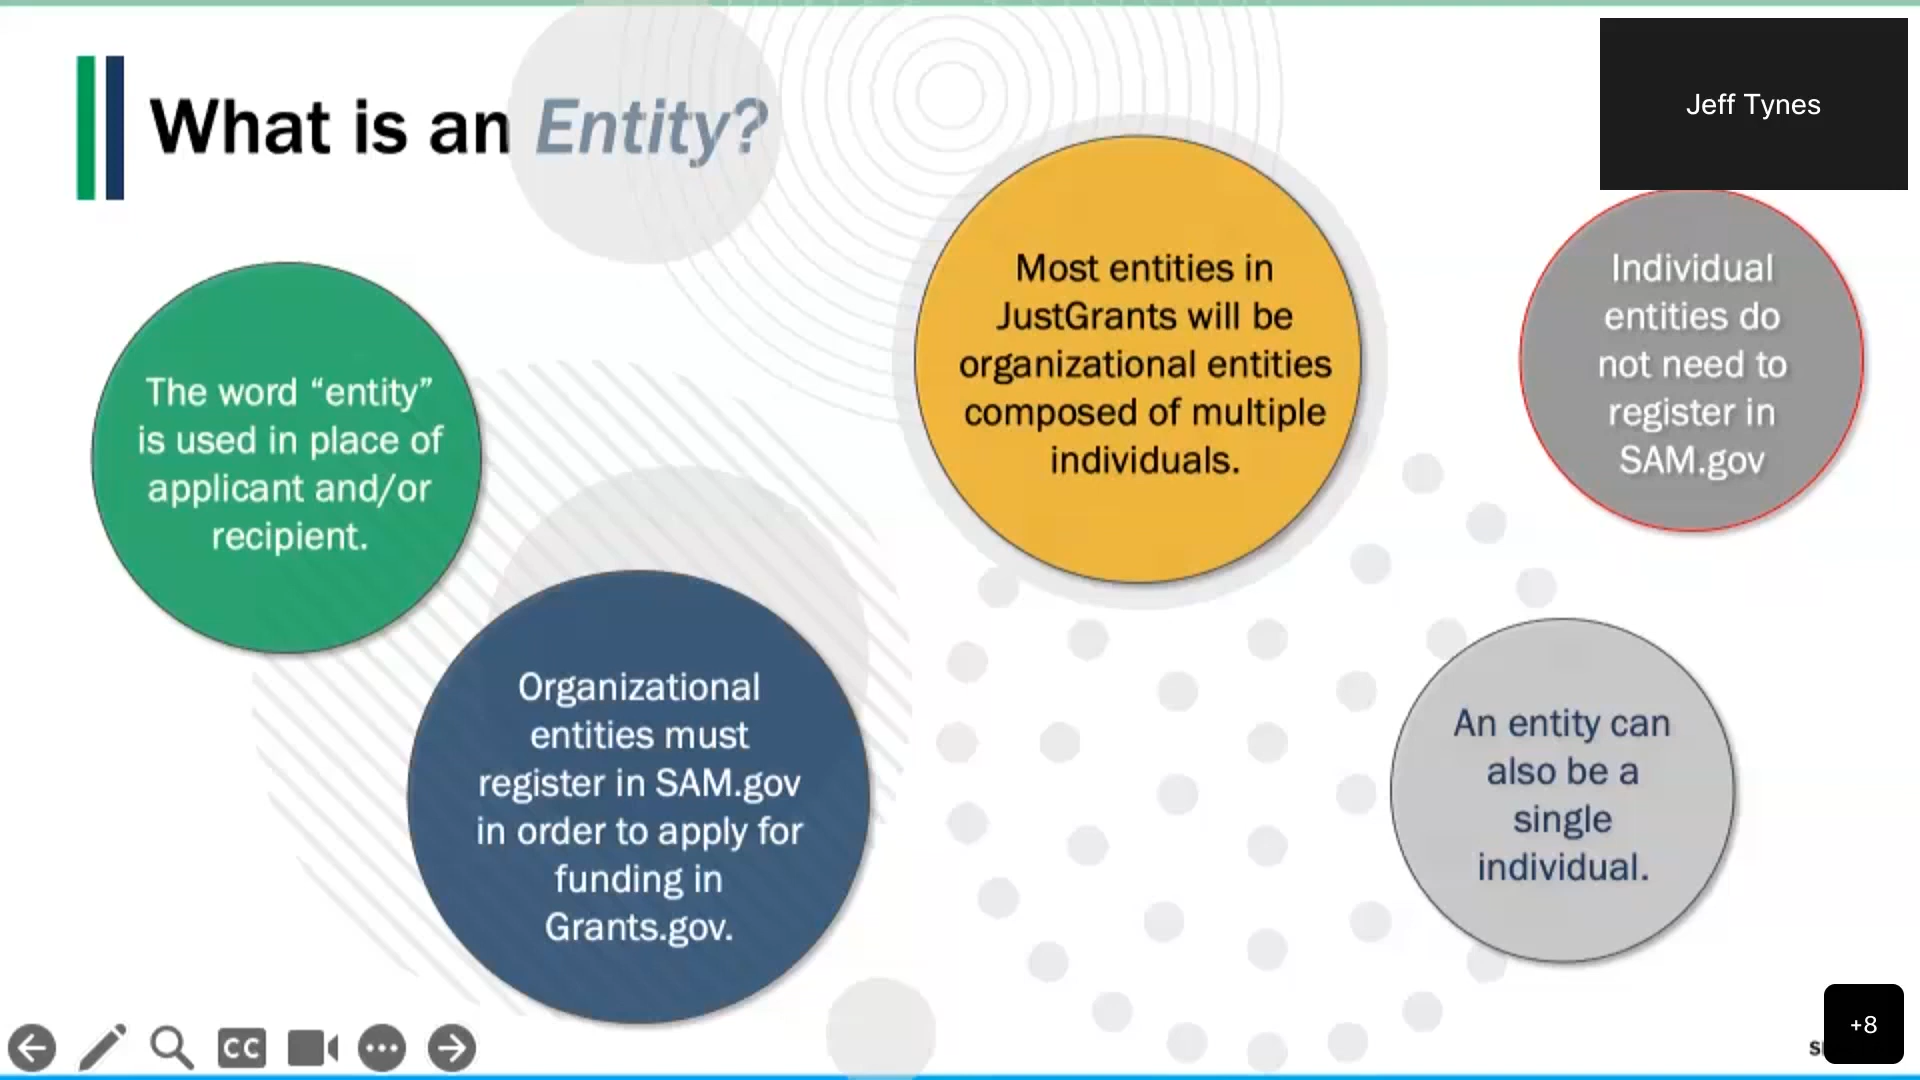 What is an Entity?
Jeff Tynes
The word “entity”
is used in place of
applicant and/or
recipient.
Organizational
entities must
register in SAM.gov
in order to apply for
funding in
Grants.gov.
Most entities in
JustGrants will be
organizational entities
composed of multiple
individuals.
Individual
entities do
not need to
register in
SAM.gov
An entity can
also be a
single
individual.
CC
+8